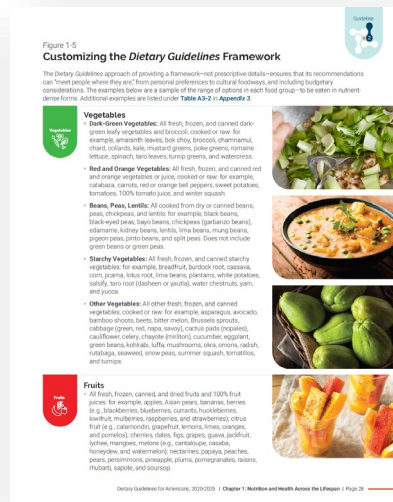 Guideline
2
Figure 1-5
Customizing the Dietary Guidelines Framework
The Dietary Guidelines approach of providing a framework—not prescriptive details—ensures that its recommendations
can "meet people where they are," from personal preferences to cultural foodways, and including budgetary
considerations. The examples below are a sample of the range of options in each food group—to be eaten in nutrient-
dense forms. Additional examples are listed under Table A3-2 in Appendix 3.
Vegetables
Vegetables
• Dark-Green Vegetables: All fresh, frozen, and canned dark-
green leafy vegetables and broccoli, cooked or raw: for
example, amaranth leaves, bok choy, broccoli, chamnamul,
chard, collards, kale, mustard greens, poke greens, romaine
lettuce, spinach, taro leaves, turnip greens, and watercress.
• Red and Orange Vegetables: All fresh, frozen, and canned red
and orange vegetables or juice, cooked or raw: for example,
calabaza, carrots, red or orange bell peppers, sweet potatoes,
tomatoes, 100% tomato juice, and winter squash.
• Beans, Peas, Lentils: All cooked from dry or canned beans,
peas, chickpeas, and lentils: for example, black beans,
black-eyed peas, bayo beans, chickpeas (garbanzo beans),
edamame, kidney beans, lentils, lima beans, mung beans,
pigeon peas, pinto beans, and split peas. Does not include
green beans or green peas.
• Starchy Vegetables: All fresh, frozen, and canned starchy
vegetables: for example, breadfruit, burdock root, cassava,
corn, jicama, lotus root, lima beans, plantains, white potatoes,
salsify, taro root (dasheen or yautia), water chestnuts, yam,
and yucca.
• Other Vegetables: All other fresh, frozen, and canned
vegetables, cooked or raw: for example, asparagus, avocado,
bamboo shoots, beets, bitter melon, Brussels sprouts,
cabbage (green, red, napa, savoy), cactus pads (nopales),
cauliflower, celery, chayote (mirliton), cucumber, eggplant,
green beans, kohlrabi, luffa, mushrooms, okra, onions, radish,
rutabaga, seaweed, snow peas, summer squash, tomatillos,
and turnips.
Fruits
Fruits
• All fresh, frozen, canned, and dried fruits and 100% fruit
juices: for example, apples, Asian pears, bananas, berries
(e.g., blackberries, blueberries, currants, huckleberries,
kiwifruit, mulberries, raspberries, and strawberries); citrus
fruit (e.g., calamondin, grapefruit, lemons, limes, oranges,
and pomelos); cherries, dates, figs, grapes, guava, jackfruit,
lychee, mangoes, melons (e.g., cantaloupe, casaba,
honeydew, and watermelon); nectarines, papaya, peaches,
pears, persimmons, pineapple, plums, pomegranates, raisins,
rhubarb, sapote, and soursop.
Dietary Guidelines for Americans, 2020-2025 | Chapter 1: Nutrition and Health Across the Lifespan | Page 28